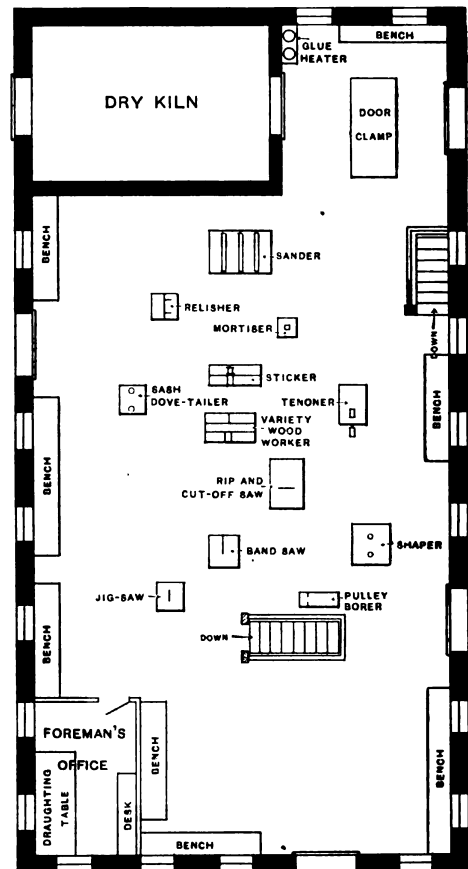 BENCH
GLUE
HEATER
DRY KILN
DOOR
CLAMP
BENCH
SANDER
RELISHER
MORTISER
DOWN
STICKER
SASH
DOVE-TAILER
TENONER
BENCH
VARIETY
WOOD
WORKER
BENCH
RIP AND
CUT-OFF SAW
BAND SAW
SHAPER
JIG-SAW
PULLEY
BORER
BENCH
DOWN
FOREMAN'S
OFFICE
BENCH
BENCH
DRAUGHTING
TABLE
DESK
BENCH